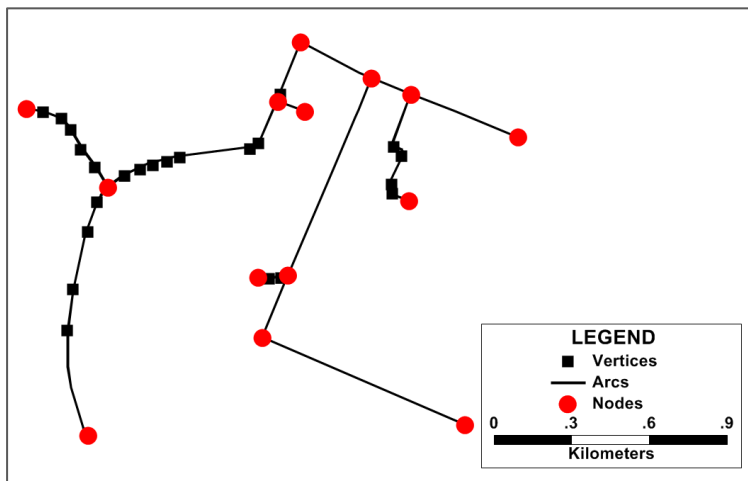 LEGEND
Vertices
Arcs
Nodes
0 .3 .6 .9
Kilometers